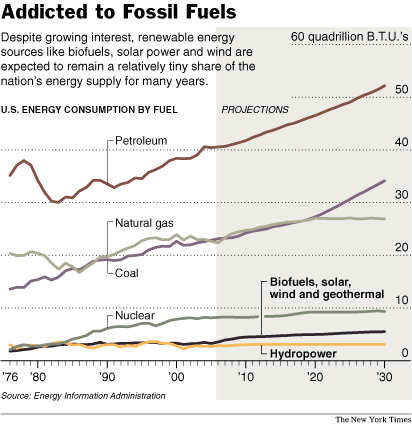 Addicted to Fossil Fuels
Despite growing interest, renewable energy
sources like biofuels, solar power and wind are
expected to remain a relatively tiny share of the
nation's energy supply for many years.
60 quadrillion B.T.U.'s
U.S. ENERGY CONSUMPTION BY FUEL
PROJECTIONS
50
Petroleum
40
30
Natural gas
20
Coal
Biofuels, solar,
wind and geothermal
10
Nuclear
0
Hydropower
'76 '80 '90 '00 '10 '20 '30
Source: Energy Information Administration
The New York Times